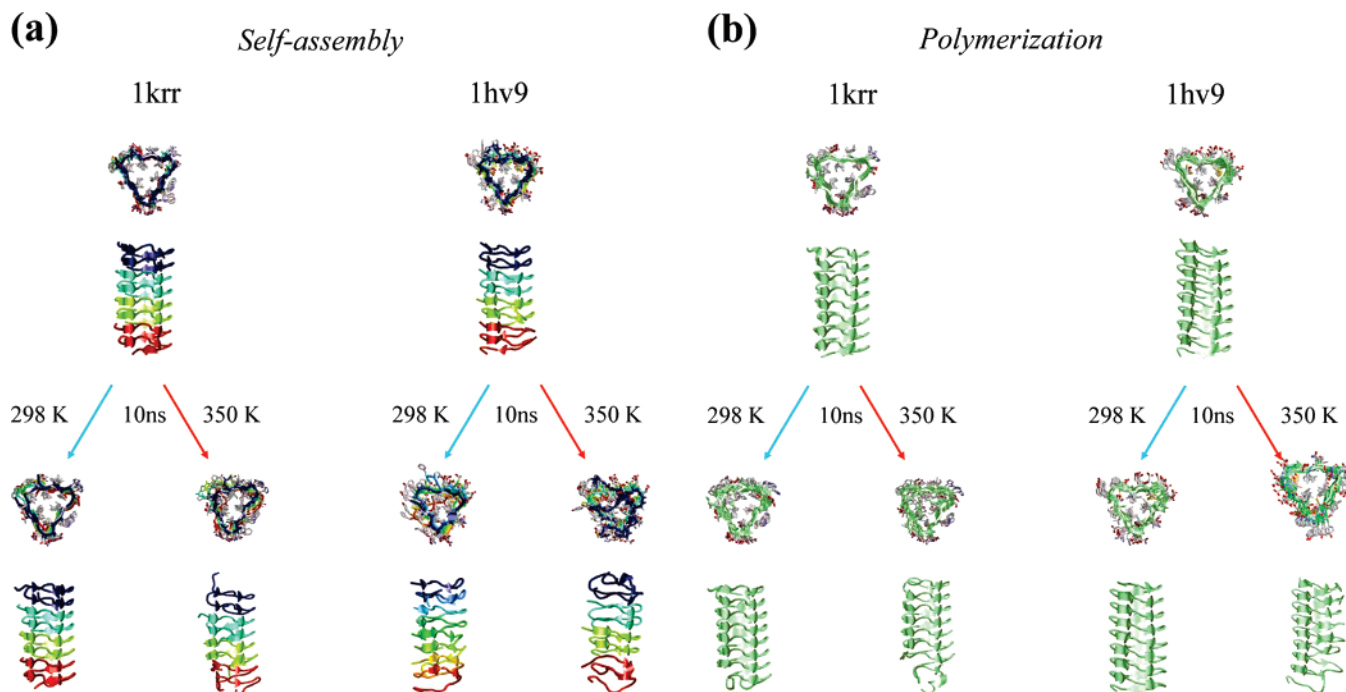 (a)
Self-assembly
1krr
1hv9
298 K
10ns
350 K
298 K
10ns
350 K
(b)
Polymerization
1krr
1hv9
298 K
10ns
350 K
298 K
10ns
350 K